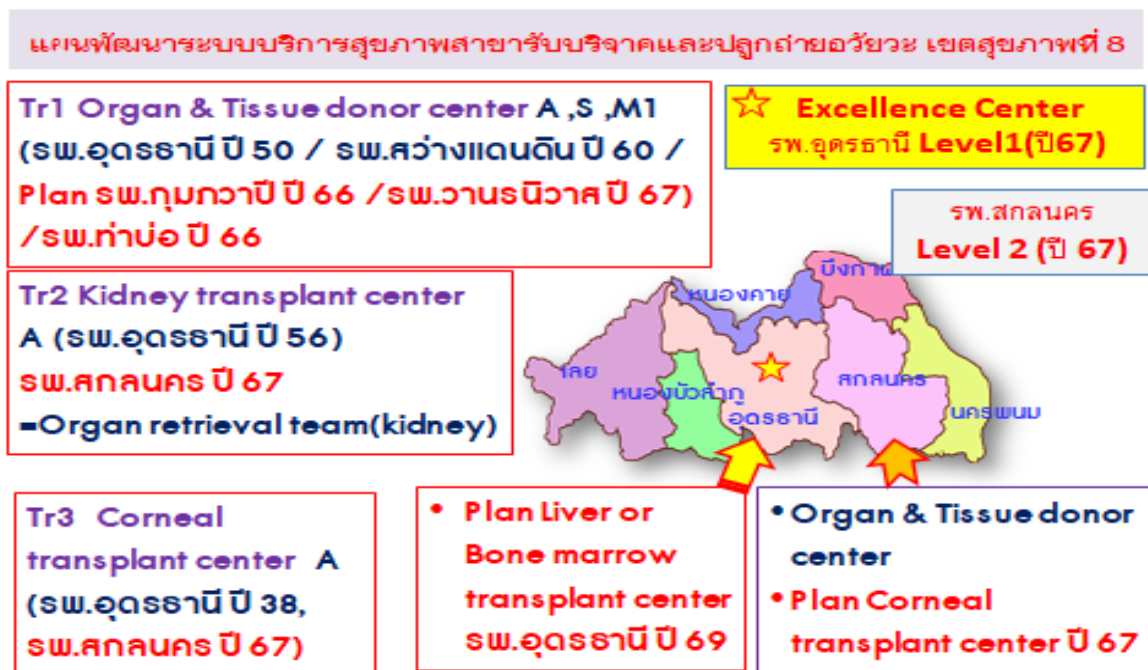 แผนพัฒนาระบบบริการสุขภาพสาขารับบริจาคและปลูกถ่ายอวัยวะ เขตสุขภาพที่ 8
Tr1 Organ & Tissue donor center A ,S ,M1
(รพ.อุดรธานี ปี 50 / รพ.สว่างแดนดิน ปี 60 /
Plan รพ.กุมภวาปี ปี 66 /รพ.วานรนิวาส ปี 67)
/รพ.ท่าบ่อ ปี 66
Excellence Center
รพ.อุดรธานี Level1(ปี67)
รพ.สกลนคร
Level 2 (ปี 67)
Tr2 Kidney transplant center
A (รพ.อุดรธานี ปี 56)
รพ.สกลนคร ปี 67
=Organ retrieval team(kidney)
บึงกาฬ
หนองคาย
เลย
หนองบัวลำภู
อุดรธานี
สกลนคร
นครพนม
Tr3 Corneal
transplant center A
(รพ.อุดรธานี ปี 38,
รพ.สกลนคร ปี 67)
• Plan Liver or
Bone marrow
transplant center
รพ.อุดรธานี ปี 69
• Organ & Tissue donor
center
• Plan Corneal
transplant center ปี 67